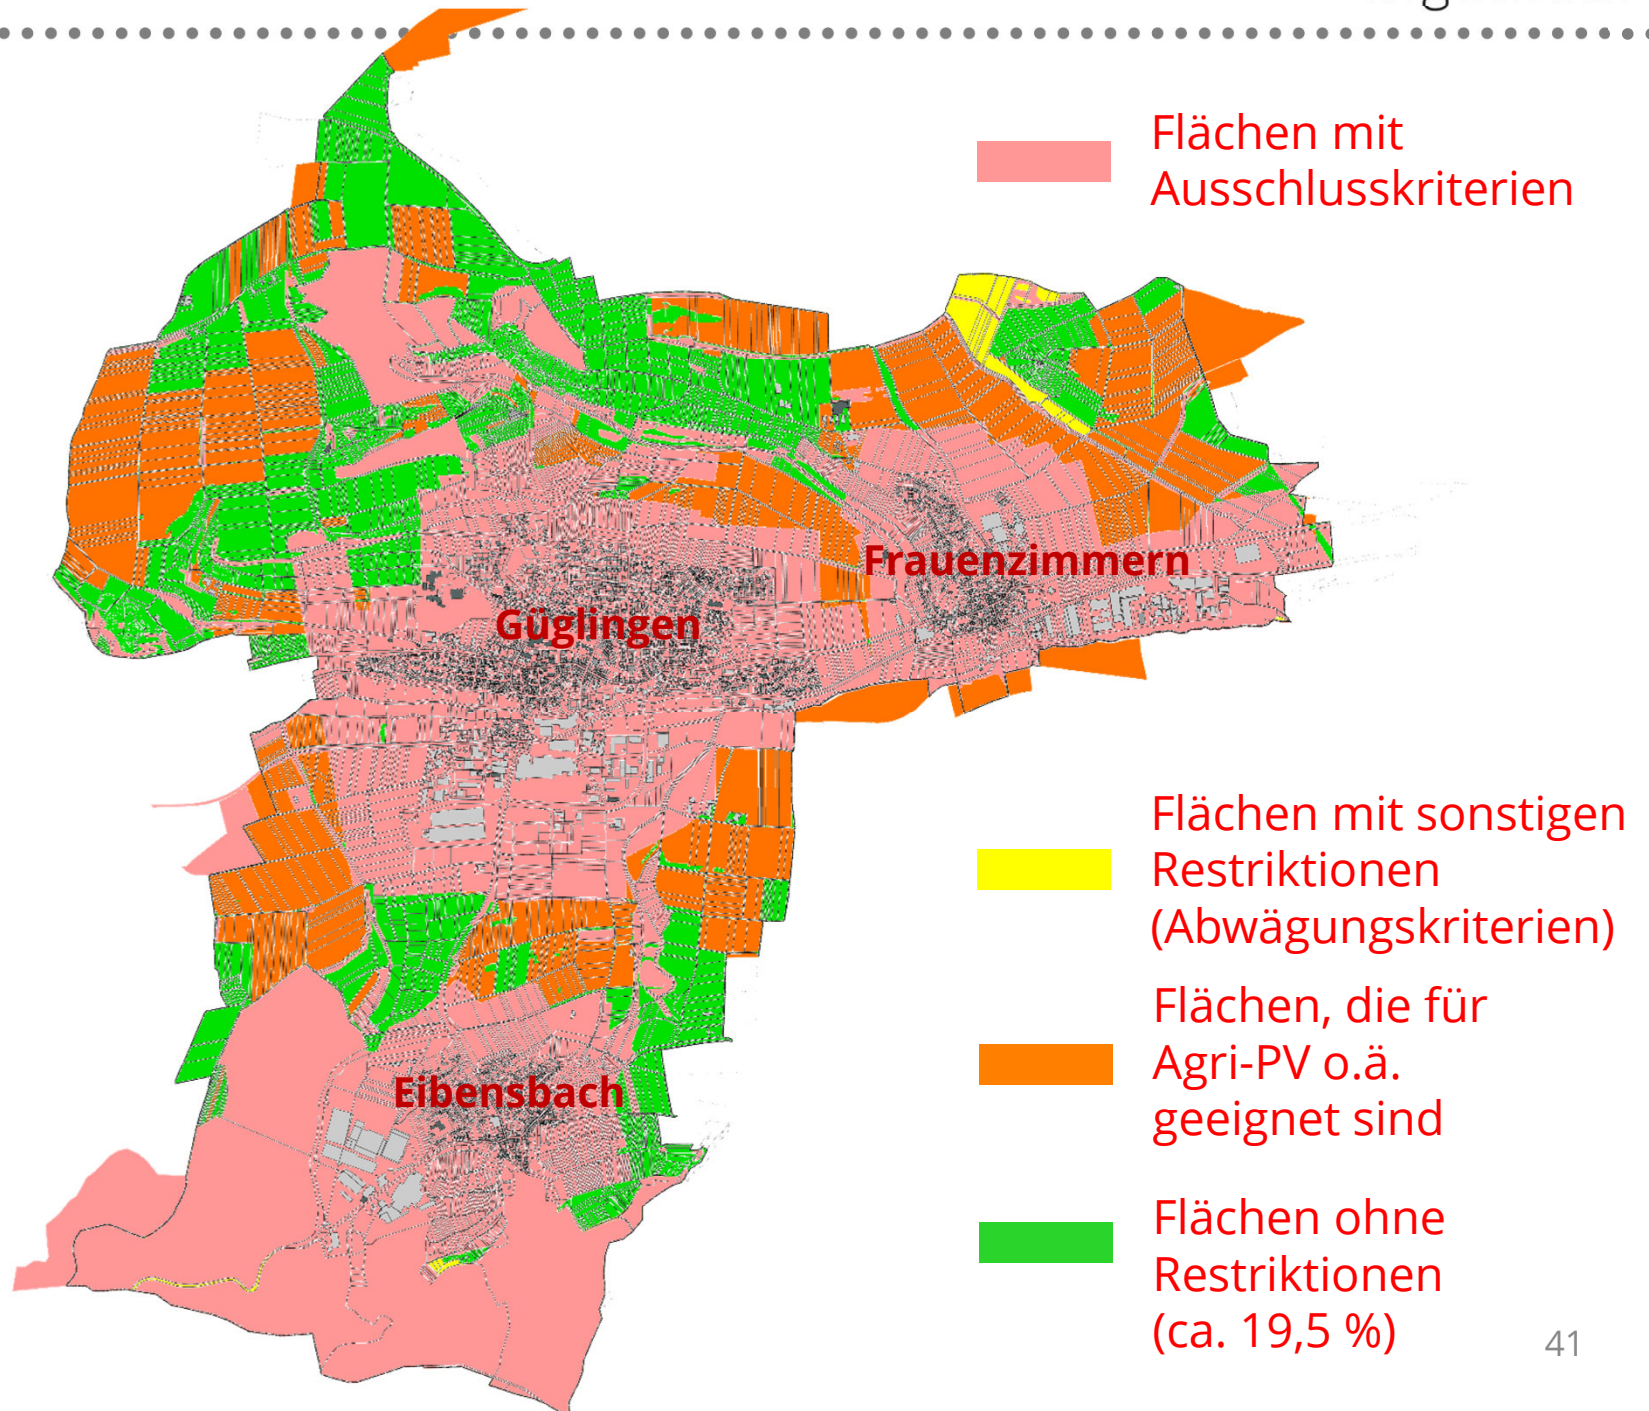 Flächen mit
Ausschlusskriterien
Frauenzimmern
Güglingen
Flächen mit sonstigen
Restriktionen
(Abwägungskriterien)
Flächen, die für
Agri-PV o.ä.
geeignet sind
Eibensbach
Flächen ohne
Restriktionen
(ca. 19,5 %)
41